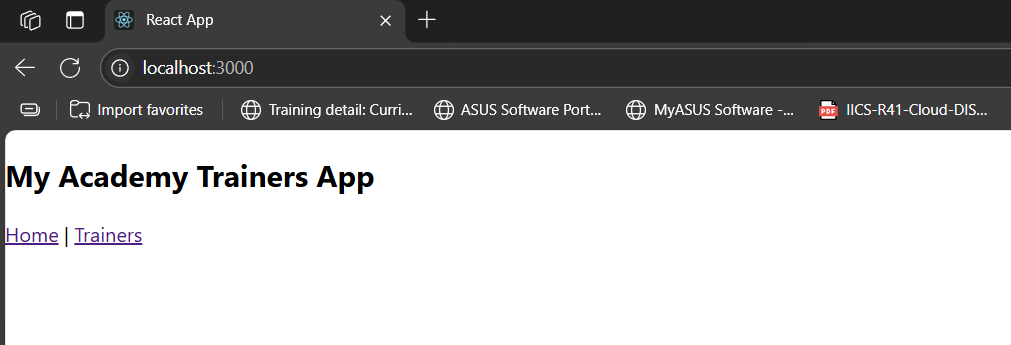 React App
localhost:3000
Import favorites
Training detail: Curri...
ASUS Software Port...
MyASUS Software -...
PDF
IICS-R41-Cloud-DIS...
My Academy Trainers App
Home | Trainers